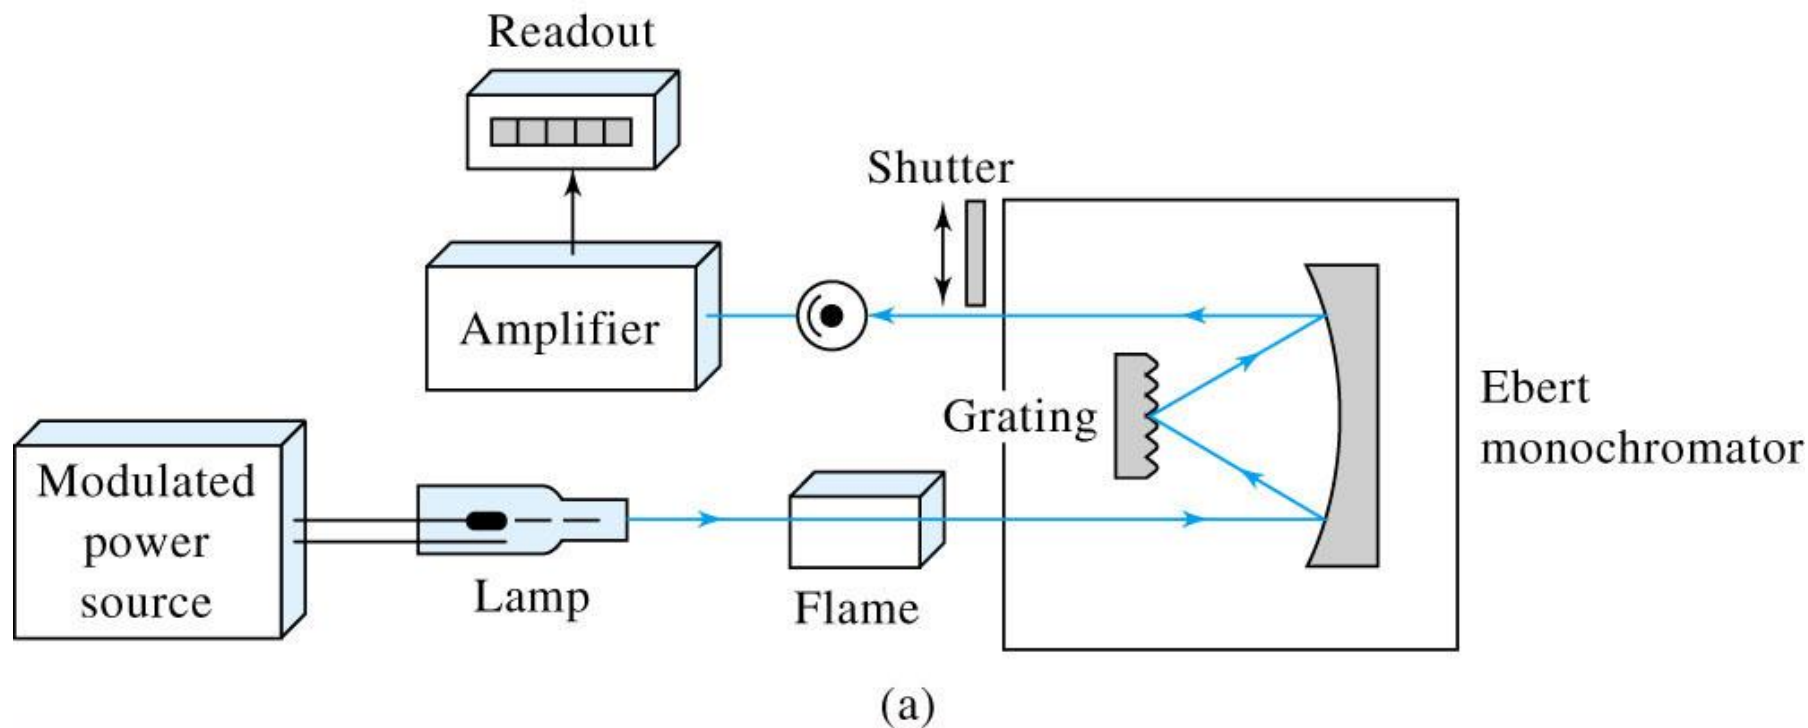 Readout
Shutter
Amplifier
Grating
Ebert
monochromator
Modulated
power
source
Lamp
Flame
(a)